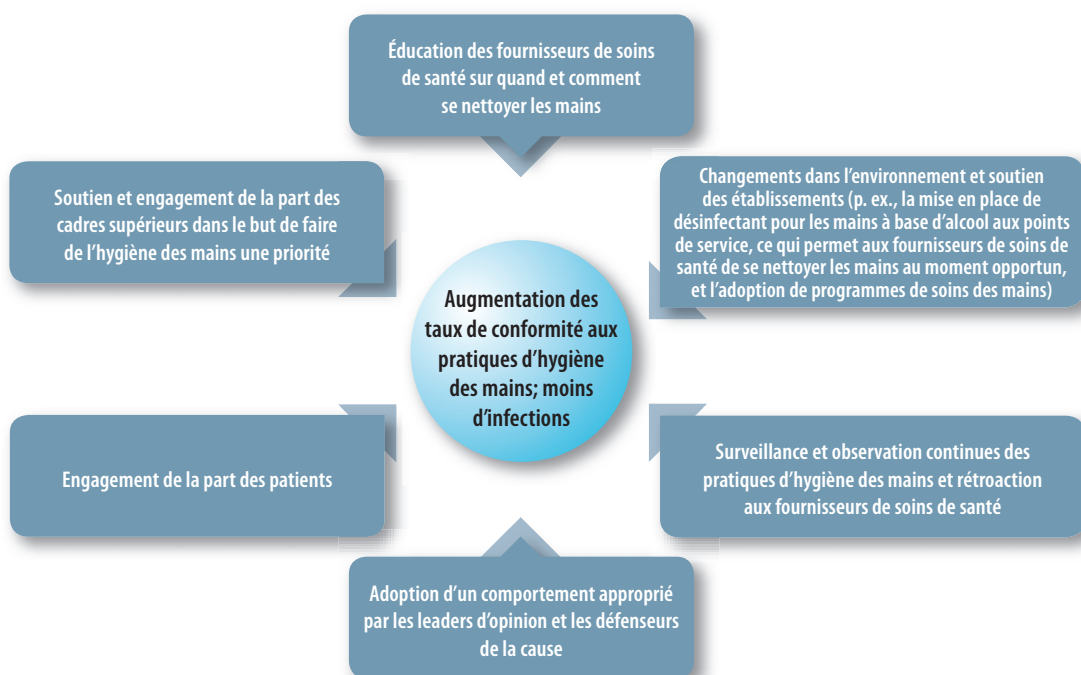 Éducation des fournisseurs de soins
de santé sur quand et comment
se nettoyer les mains
Soutien et engagement de la part des
cadres supérieurs dans le but de faire
de l’hygiène des mains une priorité
Changements dans l’environnement et soutien
des établissements (p. ex., la mise en place de
désinfectant pour les mains à base d’alcool aux points
de service, ce qui permet aux fournisseurs de soins de
santé de se nettoyer les mains au moment opportun,
et l’adoption de programmes de soins des mains)
Augmentation des
taux de conformité aux
pratiques d’hygiène
des mains; moins
d’infections
Engagement de la part des patients
Surveillance et observation continues des
pratiques d’hygiène des mains et rétroaction
aux fournisseurs de soins de santé
Adoption d’un comportement approprié
par les leaders d’opinion et les défenseurs
de la cause